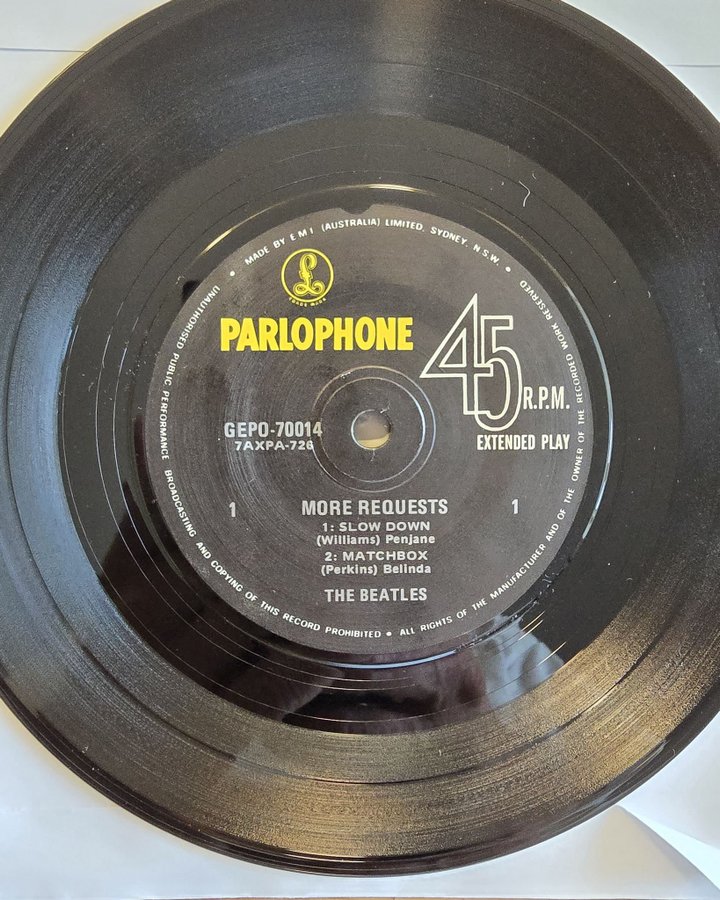 MADE BY E M I (AUSTRALIA) LIMITED, SYDNEY, N.S.W.
TRADE MARK
PARLOPHONE
45
R.P.M.
EXTENDED PLAY
GEPO-70014
7AXPA-726
1 MORE REQUESTS 1
1: SLOW DOWN
(Williams) Penjane
2: MATCHBOX
(Perkins) Belinda
THE BEATLES
UNAUTHORISED PUBLIC PERFORMANCE BROADCASTING AND COPYING OF THIS RECORD PROHIBITED • ALL RIGHTS OF THE MANUFACTURER AND OF THE OWNER OF THE RECORDED WORK RESERVED